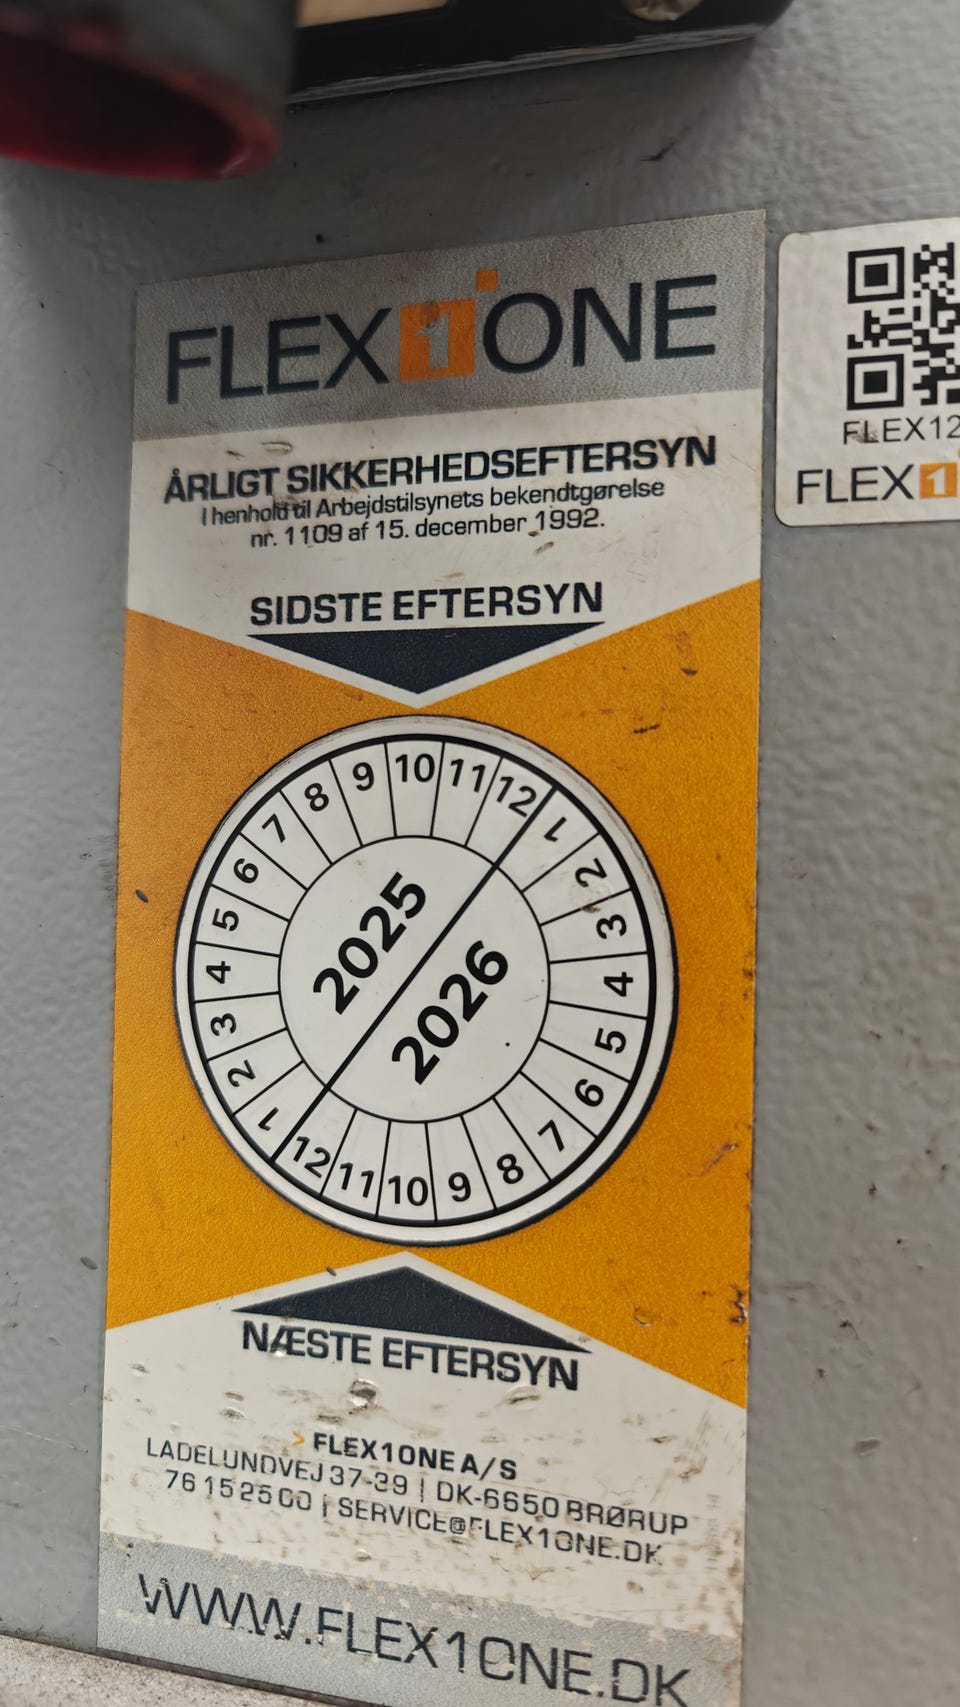 FLEX1ONE
ÅRLIGT SIKKERHEDSEFTERSYN
I henhold til Arbejdstilsynets bekendtgørelse
nr. 1109 af 15. december 1992.
SIDSTE EFTERSYN
1 2 3 4 5 6 7 8 9 10 11 12
2025
2026
1 2 3 4 5 6 7 8 9 10 11 12
NÆSTE EFTERSYN
> FLEX1ONE A/S
LADELUNDVEJ 37-39 | DK-6650 BRØRUP
76 15 25 00 | SERVICE@FLEX1ONE.DK
WWW.FLEX1ONE.DK
FLEX12
FLEX1